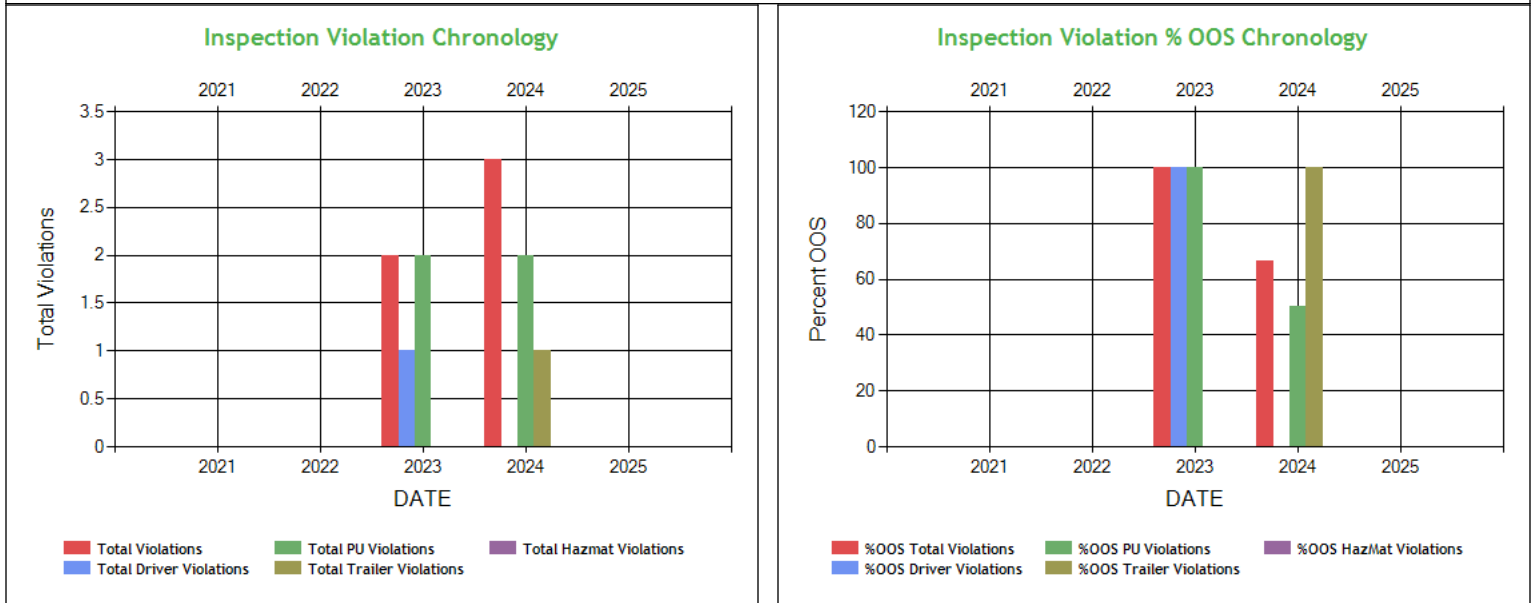 Inspection Violation Chronology
2021 2022 2023 2024 2025
3.5
3
2.5
2
1.5
1
0.5
0
Total Violations
2021 2022 2023 2024 2025
DATE
Total Violations Total PU Violations Total Hazmat Violations
Total Driver Violations Total Trailer Violations
Inspection Violation % OOS Chronology
2021 2022 2023 2024 2025
120
100
80
60
40
20
0
Percent OOS
2021 2022 2023 2024 2025
DATE
%OOS Total Violations %OOS PU Violations %OOS HazMat Violations
%OOS Driver Violations %OOS Trailer Violations